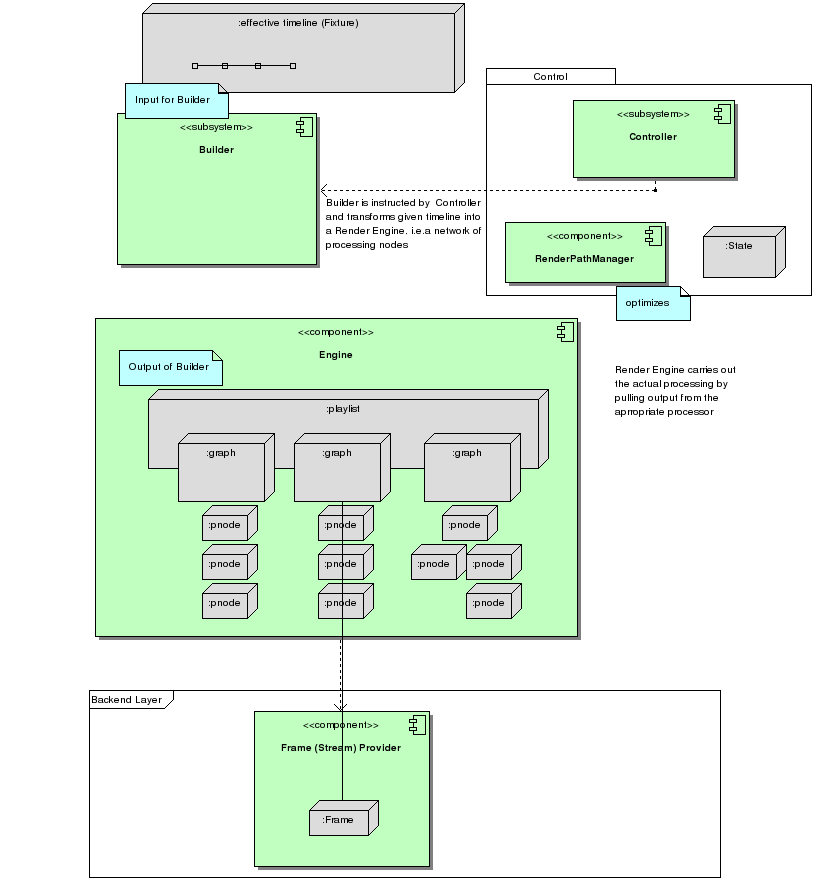 :effective timeline (Fixture)
Input for Builder
<<subsystem>>
Builder
Control
<<subsystem>>
Controller
Builder is instructed by Controller
and transforms given timeline into
a Render Engine. i.e.a network of
processing nodes
<<component>>
RenderPathManager
:State
optimizes
<<component>>
Engine
Output of Builder
:playlist
:graph
:graph
:graph
:pnode
:pnode
:pnode
:pnode
:pnode
:pnode
:pnode
:pnode
:pnode
:pnode
Render Engine carries out
the actual processing by
pulling output from the
aprropriate processor
Backend Layer
<<component>>
Frame (Stream) Provider
:Frame